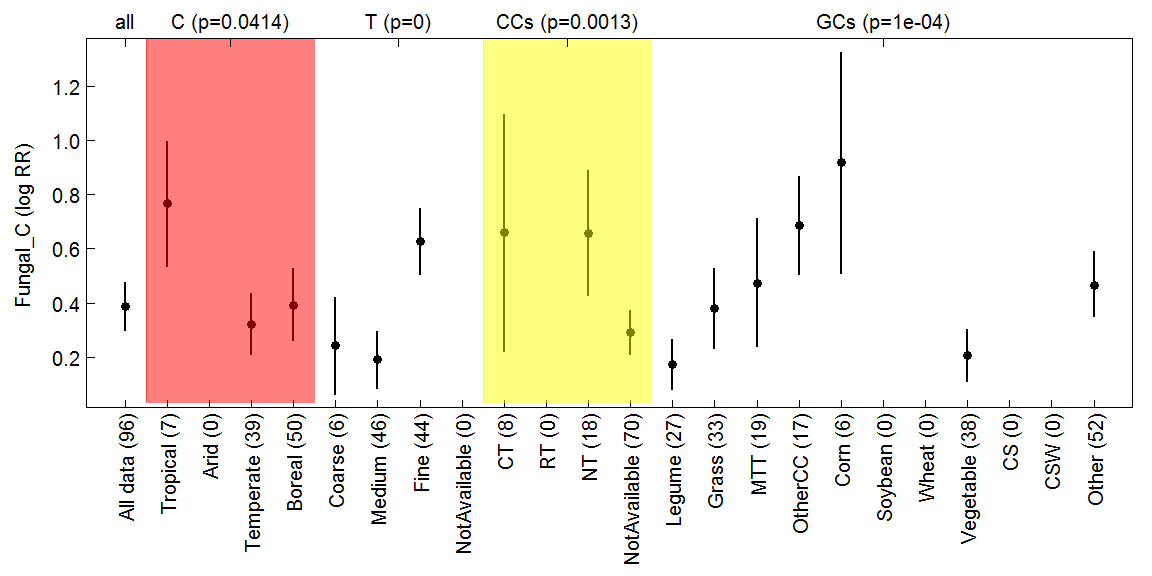 all
C (p=0.0414)
T (p=0)
CCs (p=0.0013)
GCs (p=1e-04)
Fungal_C (log RR)
1.2
1.0
0.8
0.6
0.4
0.2
All data (96)
Tropical (7)
Arid (0)
Temperate (39)
Boreal (50)
Coarse (6)
Medium (46)
Fine (44)
NotAvailable (0)
CT (8)
RT (0)
NT (18)
NotAvailable (70)
Legume (27)
Grass (33)
MTT (19)
OtherCC (17)
Corn (6)
Soybean (0)
Wheat (0)
Vegetable (38)
CS (0)
CSW (0)
Other (52)